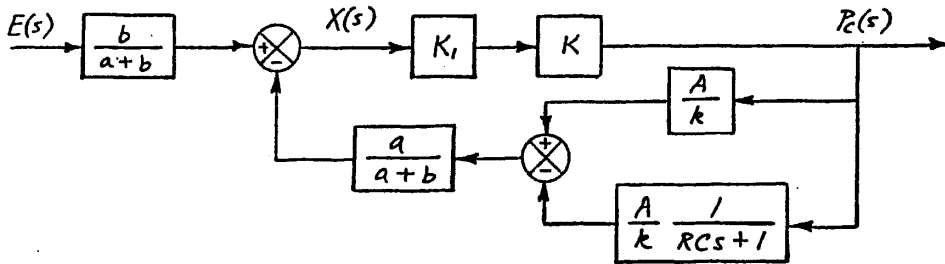 E(s)
b
a+b
+
-
X(s)
K₁
K
Pc(s)
A
k
+
-
a
a+b
A 1
k RCs+1